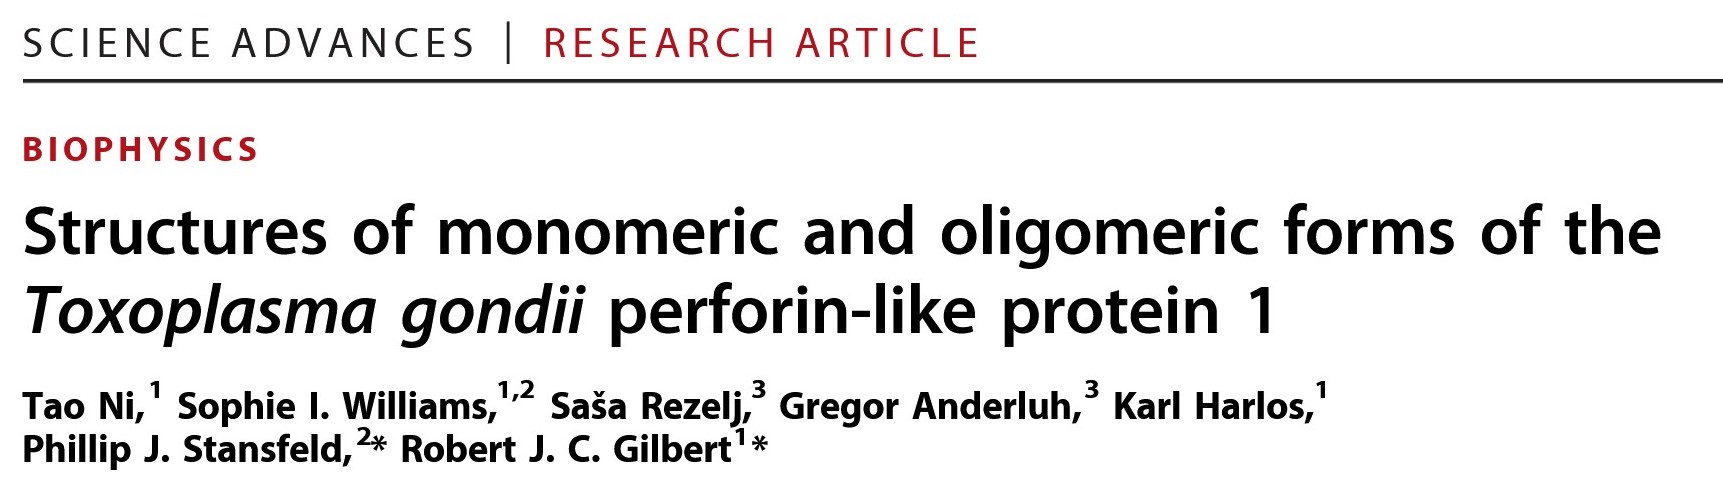 SCIENCE ADVANCES | RESEARCH ARTICLE
BIOPHYSICS
Structures of monomeric and oligomeric forms of the
Toxoplasma gondii perforin-like protein 1
Tao Ni,1 Sophie I. Williams,1,2 Saša Rezelj,3 Gregor Anderluh,3 Karl Harlos,1
Phillip J. Stansfeld,2* Robert J. C. Gilbert1*